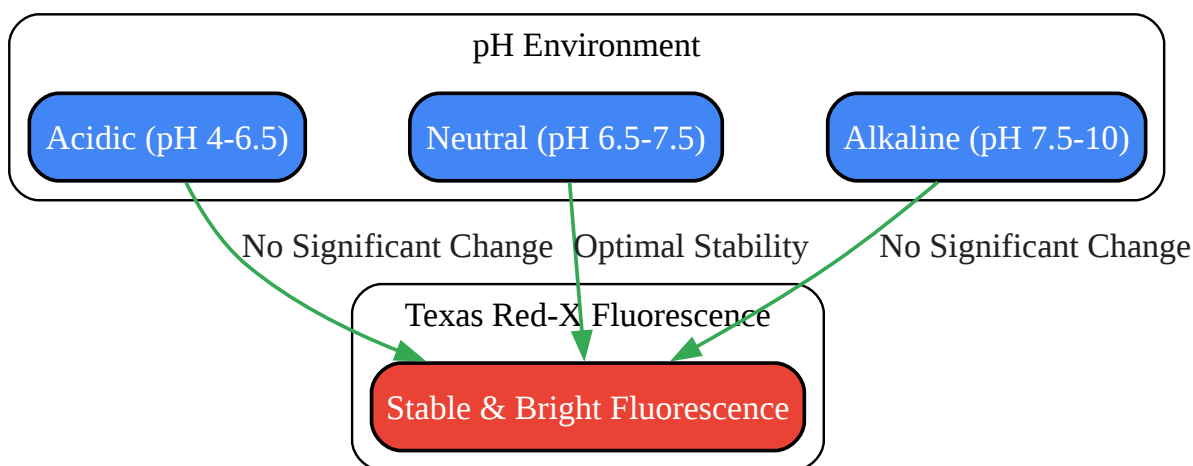 pH Environment
Acidic (pH 4-6.5)
Neutral (pH 6.5-7.5)
Alkaline (pH 7.5-10)
No Significant Change
Optimal Stability
No Significant Change
Texas Red-X Fluorescence
Stable & Bright Fluorescence